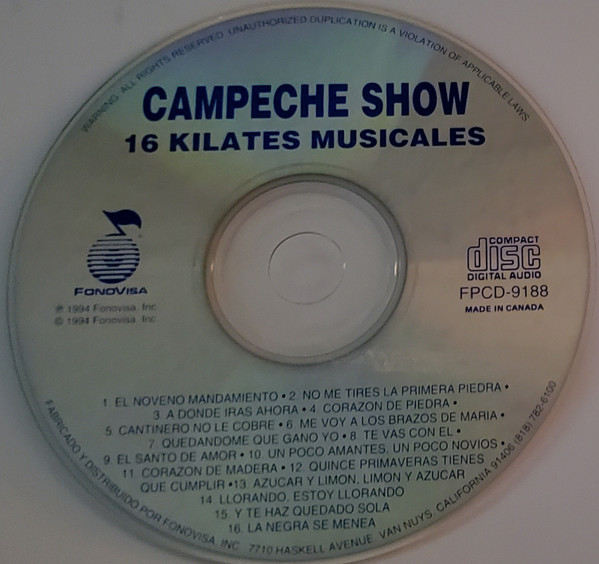 WARNING. ALL RIGHTS RESERVED. UNAUTHORIZED DUPLICATION IS A VIOLATION OF APPLICABLE LAWS
CAMPECHE SHOW
16 KILATES MUSICALES
FONOVISA
℗ 1994 Fonovisa, Inc
© 1994 Fonovisa, Inc
COMPACT
disc
DIGITAL AUDIO
FPCD-9188
MADE IN CANADA
1 EL NOVENO MANDAMIENTO • 2. NO ME TIRES LA PRIMERA PIEDRA •
3. A DONDE IRAS AHORA • 4. CORAZON DE PIEDRA •
5 CANTINERO NO LE COBRE • 6 ME VOY A LOS BRAZOS DE MARIA •
7. QUEDANDOME QUE GANO YO • 8. TE VAS CON EL •
9 EL SANTO DE AMOR • 10. UN POCO AMANTES, UN POCO NOVIOS •
11. CORAZON DE MADERA • 12. QUINCE PRIMAVERAS TIENES
QUE CUMPLIR •13. AZUCAR Y LIMON, LIMON Y AZUCAR
14 LLORANDO, ESTOY LLORANDO
15. Y TE HAZ QUEDADO SOLA
16. LA NEGRA SE MENEA
FABRICADO Y DISTRIBUIDO POR FONOVISA, INC. 7710 HASKELL AVENUE. VAN NUYS, CALIFORNIA 91406 (818) 782-6100